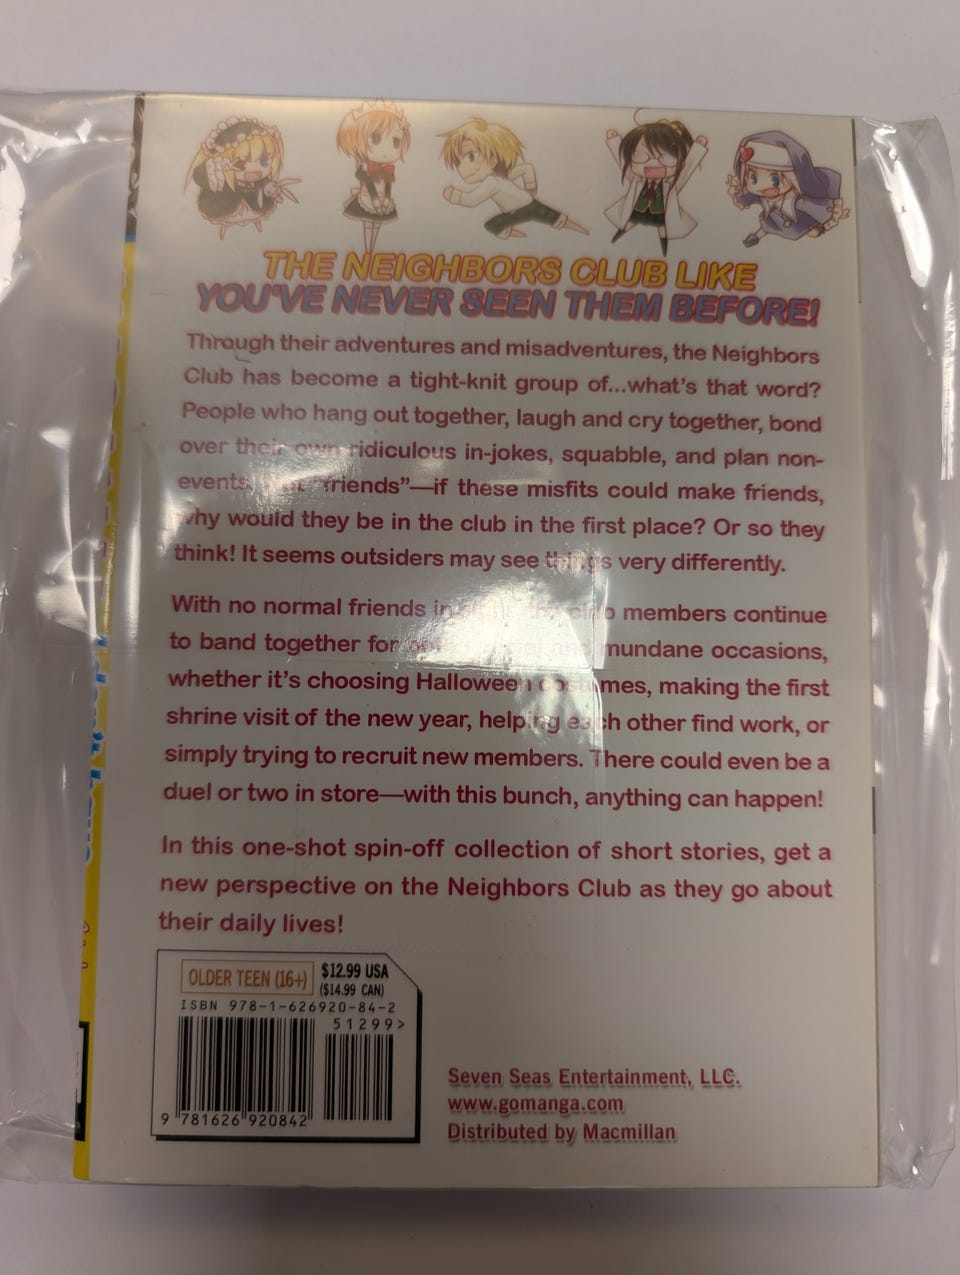 THE NEIGHBORS CLUB LIKE
YOU'VE NEVER SEEN THEM BEFORE!
Through their adventures and misadventures, the Neighbors
Club has become a tight-knit group of...what's that word?
People who hang out together, laugh and cry together, bond
over their own ridiculous in-jokes, squabble, and plan non-
events. Not "friends"—if these misfits could make friends,
why would they be in the club in the first place? Or so they
think! It seems outsiders may see things very differently.
With no normal friends in the club members continue
to band together for and mundane occasions,
whether it's choosing Halloween costumes, making the first
shrine visit of the new year, helping each other find work, or
simply trying to recruit new members. There could even be a
duel or two in store—with this bunch, anything can happen!
In this one-shot spin-off collection of short stories, get a
new perspective on the Neighbors Club as they go about
their daily lives!
OLDER TEEN (16+) $12.99 USA
($14.99 CAN)
ISBN 978-1-626920-84-2
51299>
9 781626 920842
Seven Seas Entertainment, LLC.
www.gomanga.com
Distributed by Macmillan